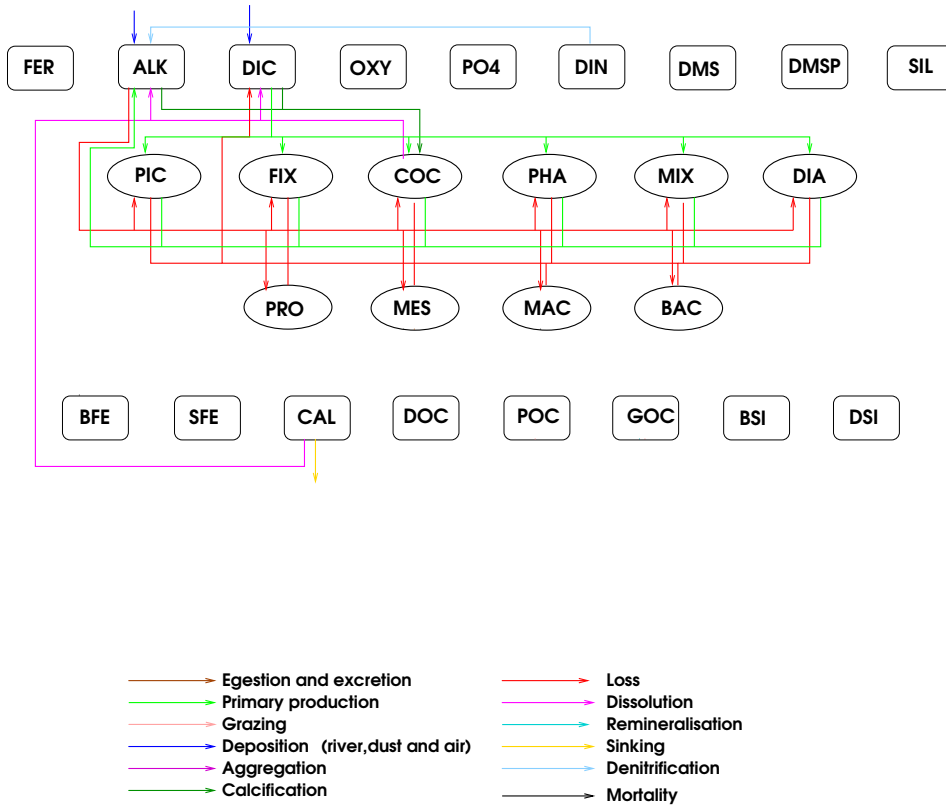 FER ALK DIC OXY PO4 DIN DMS DMSP SIL
PIC FIX COC PHA MIX DIA
PRO MES MAC BAC
BFE SFE CAL DOC POC GOC BSI DSI
Egestion and excretion
Primary production
Grazing
Deposition (river,dust and air)
Aggregation
Calcification
Loss
Dissolution
Remineralisation
Sinking
Denitrification
Mortality